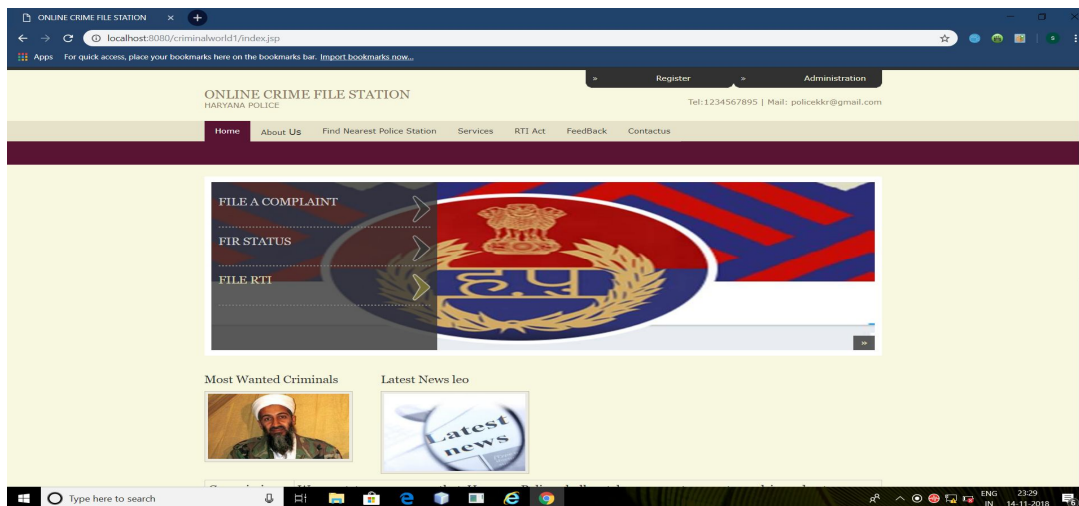 ONLINE CRIME FILE STATION
localhost:8080/criminalworld1/index.jsp
Apps For quick access, place your bookmarks here on the bookmarks bar. Import bookmarks now...
» Register » Administration
ONLINE CRIME FILE STATION
HARYANA POLICE
Tel:1234567895 | Mail: policekkr@gmail.com
Home About Us Find Nearest Police Station Services RTI Act FeedBack Contactus
FILE A COMPLAINT
FIR STATUS
FILE RTI
ह.पु
»
Most Wanted Criminals Latest News leo
Latest
news
Type here to search
ENG 23:29
IN 14-11-2018